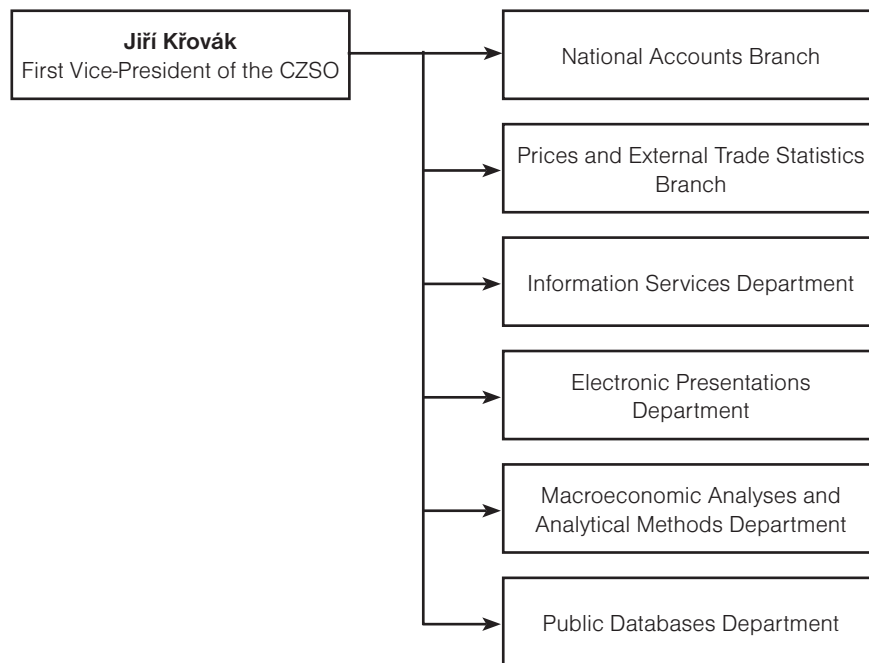 Jiří Křovák
First Vice-President of the CZSO
National Accounts Branch
Prices and External Trade Statistics
Branch
Information Services Department
Electronic Presentations
Department
Macroeconomic Analyses and
Analytical Methods Department
Public Databases Department